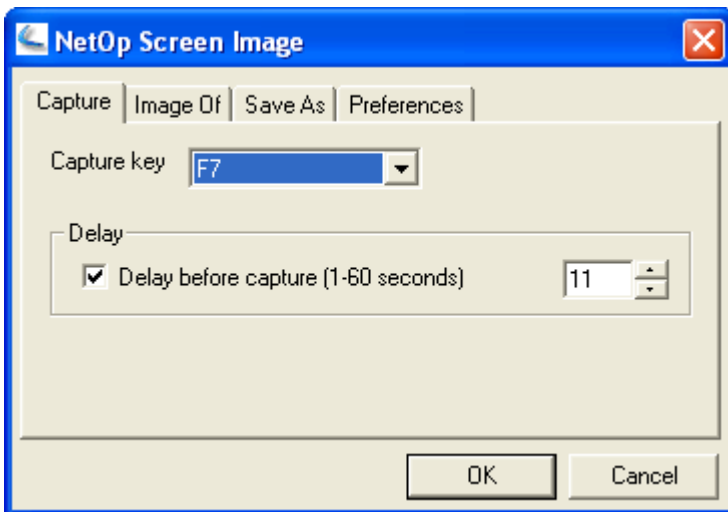 NetOp Screen Image
Capture Image Of Save As Preferences
Capture key F7
Delay
Delay before capture (1-60 seconds) 11
OK Cancel